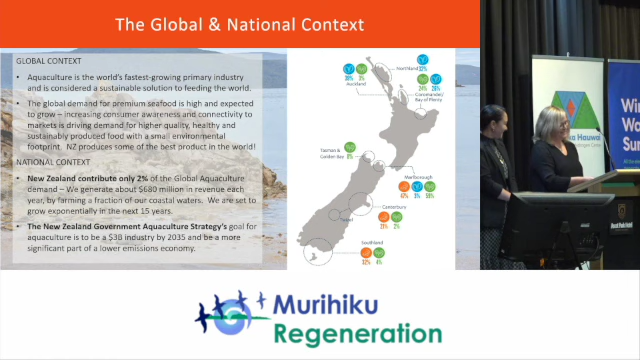 The Global & National Context
GLOBAL CONTEXT
• Aquaculture is the world's fastest-growing primary industry
and is considered a sustainable solution to feeding the world.
• The global demand for premium seafood is high and expected
to grow – increasing consumer awareness and connectivity to
markets is driving demand for higher quality, healthy and
sustainably produced food with a small environmental
footprint. NZ produces some of the best product in the world!
NATIONAL CONTEXT
• New Zealand contribute only 2% of the Global Aquaculture
demand – We generate about $680 million in revenue each
year, by farming a fraction of our coastal waters. We are set to
grow exponentially in the next 15 years.
• The New Zealand Government Aquaculture Strategy's goal for
aquaculture is to be a $3B industry by 2035 and be a more
significant part of a lower emissions economy.
Northland
Auckland
Coromandel/
Bay of Plenty
24%
Tasman &
Golden Bay
Marlborough
Canterbury
Southland
Murihiku
Regeneration